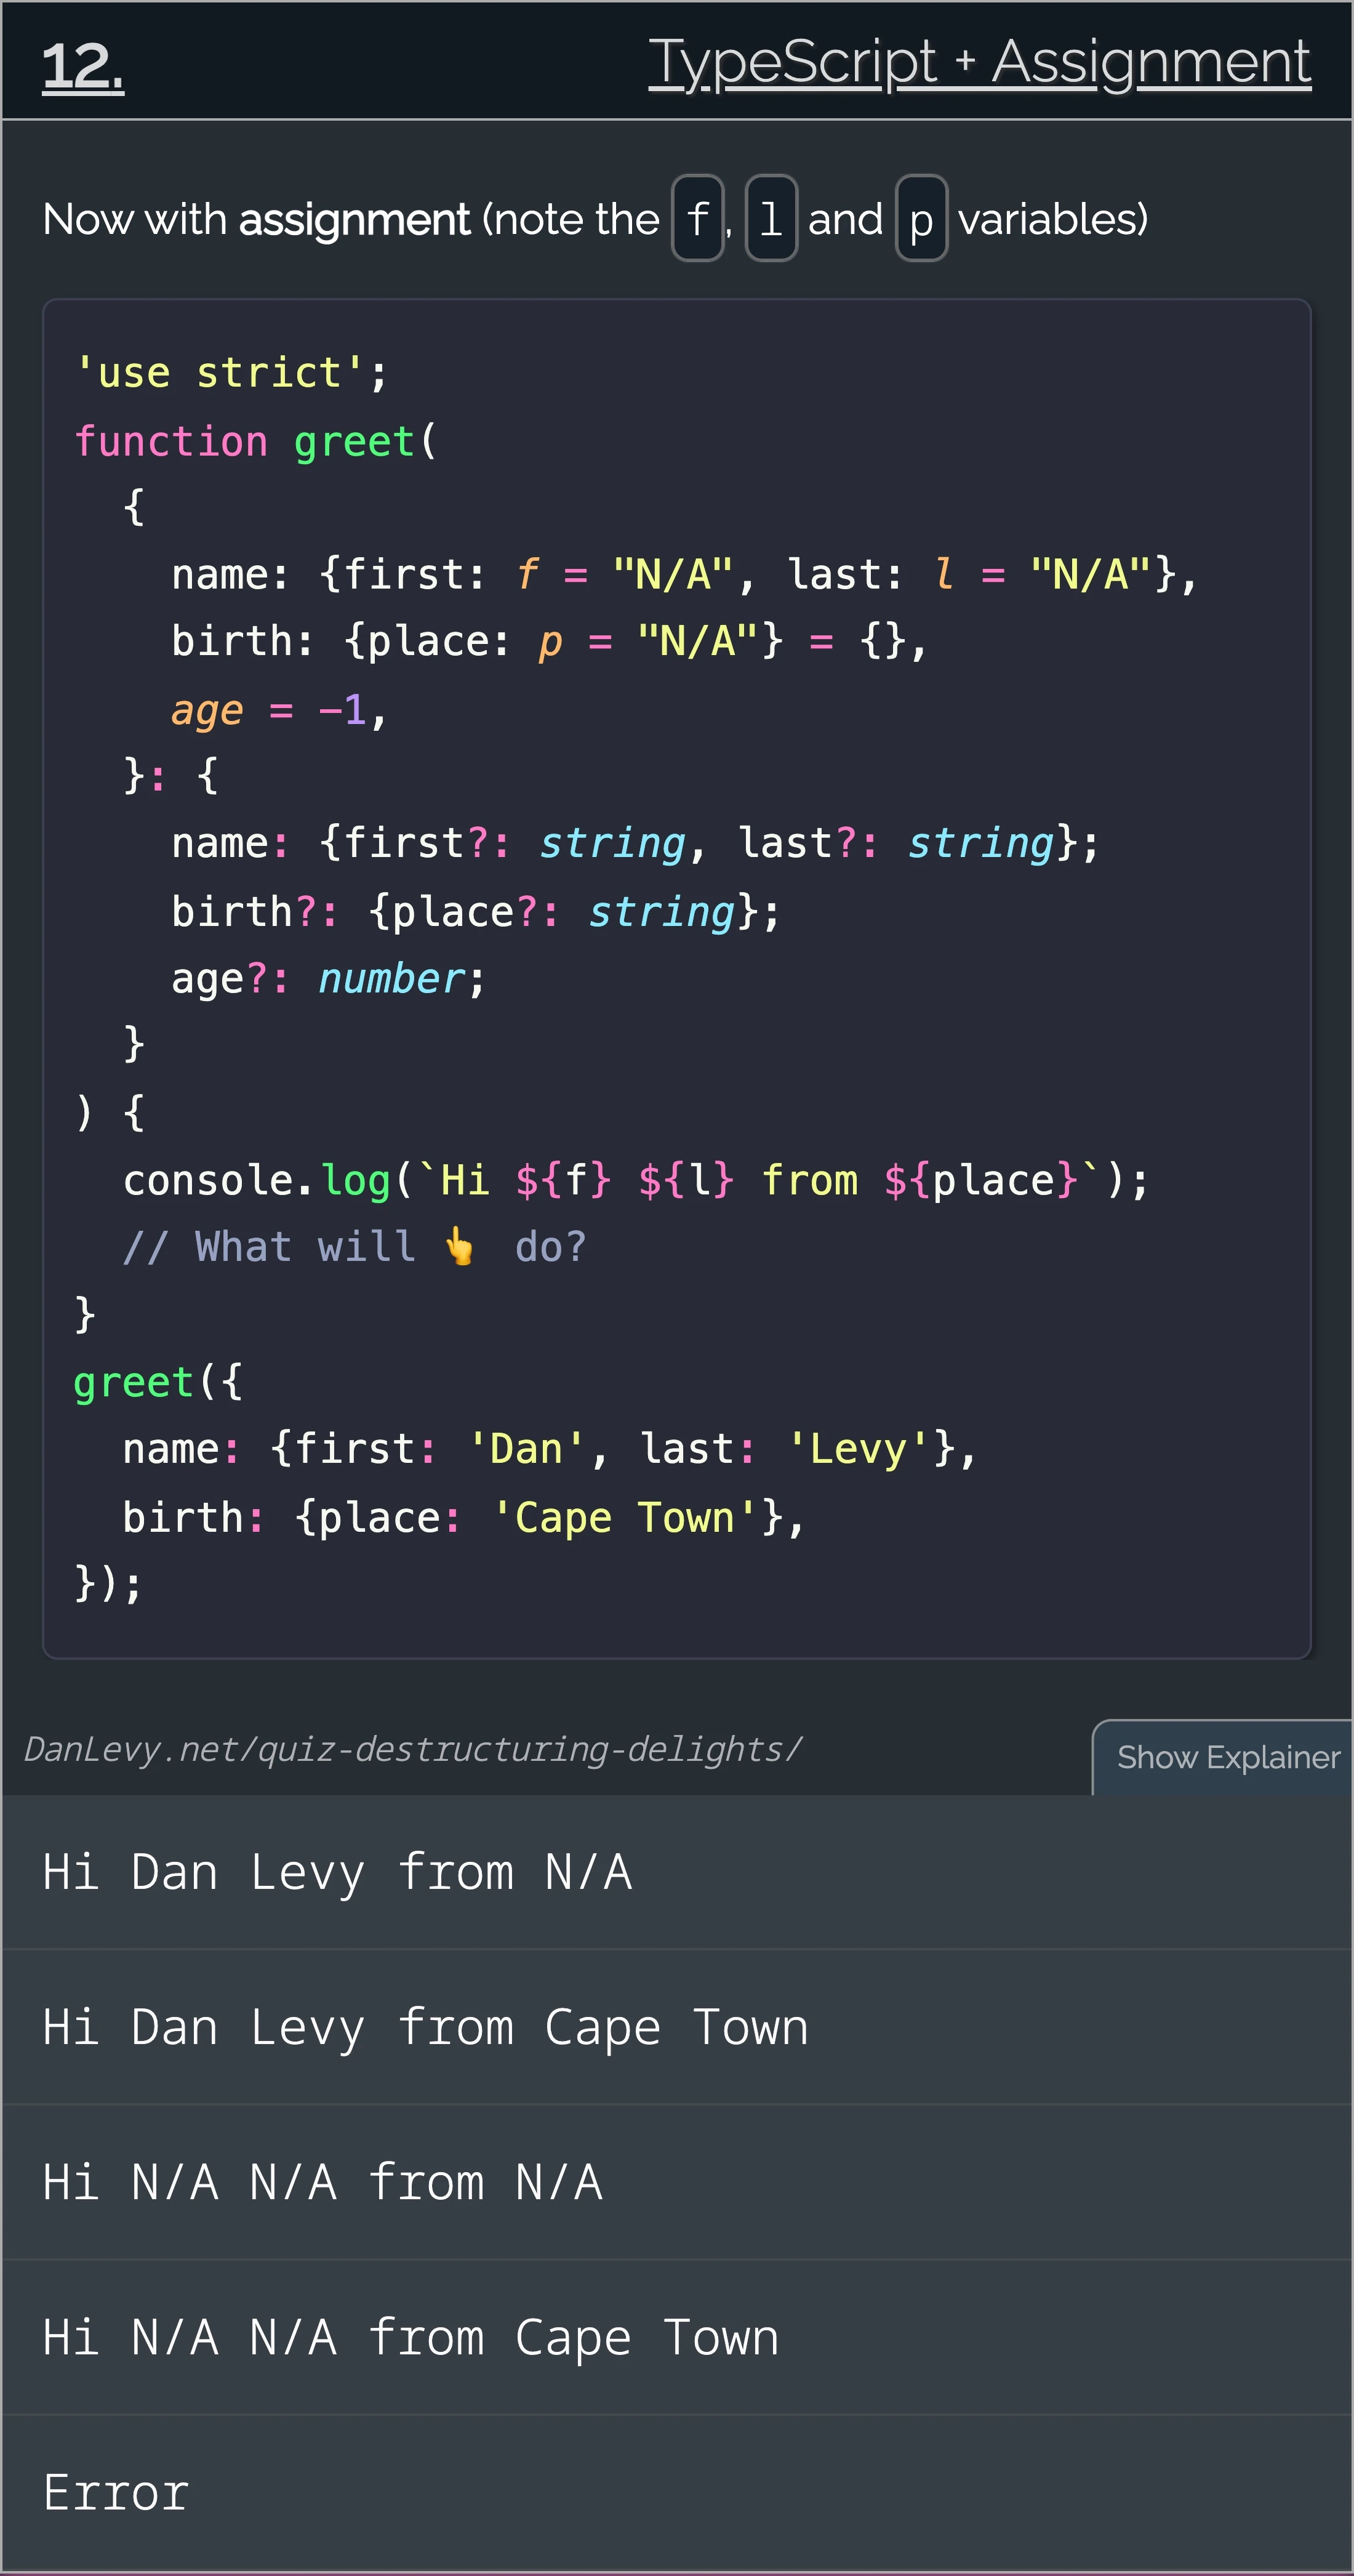 12. TypeScript + Assignment
Now with assignment (note the f, l and p variables)
'use strict';
function greet(
  {
    name: {first: f = "N/A", last: l = "N/A"},
    birth: {place: p = "N/A"} = {},
    age = −1,
  }: {
    name: {first?: string, last?: string};
    birth?: {place?: string};
    age?: number;
  }
) {
  console.log(`Hi ${f} ${l} from ${place}`);
  // What will 👆 do?
}
greet({
  name: {first: 'Dan', last: 'Levy'},
  birth: {place: 'Cape Town'},
});
DanLevy.net/quiz-destructuring-delights/
Show Explainer
Hi Dan Levy from N/A
Hi Dan Levy from Cape Town
Hi N/A N/A from N/A
Hi N/A N/A from Cape Town
Error